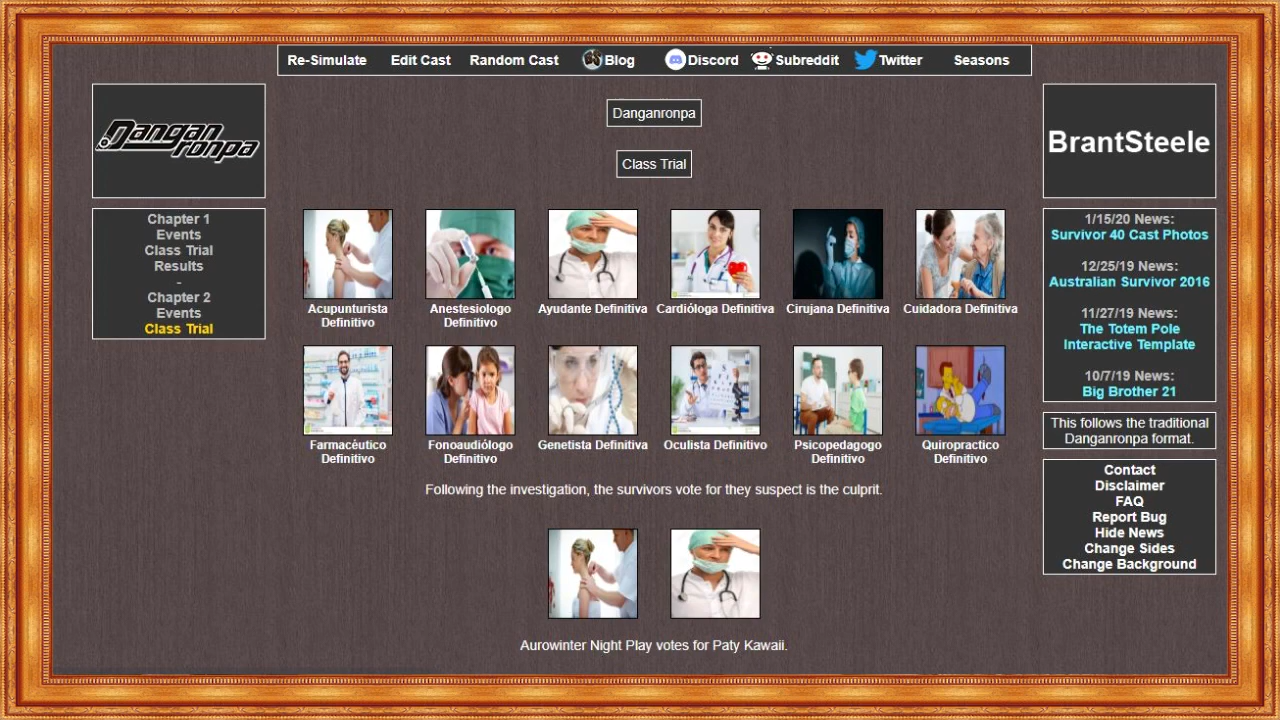 Re-Simulate Edit Cast Random Cast Blog Discord Subreddit Twitter Seasons
Dangan
ronpa
Chapter 1
Events
Class Trial
Results
-
Chapter 2
Events
Class Trial
Danganronpa
Class Trial
Acupunturista Definitivo
Anestesiologo Definitivo
Ayudante Definitivo
Cardióloga Definitiva
Cirujana Definitiva
Cuidadora Definitiva
Farmacéutico Definitivo
Fonoaudiólogo Definitivo
Genetista Definitiva
Oculista Definitivo
Psicopedagogo Definitivo
Quiropractico Definitivo
Following the investigation, the survivors vote for they suspect is the culprit.
Aurowinter Night Play votes for Paty Kawaii.
BrantSteele
1/15/20 News:
Survivor 40 Cast Photos
12/25/19 News:
Australian Survivor 2016
11/27/19 News:
The Totem Pole
Interactive Template
10/7/19 News:
Big Brother 21
This follows the traditional
Danganronpa format.
Contact
Disclaimer
FAQ
Report Bug
Hide News
Change Sides
Change Background